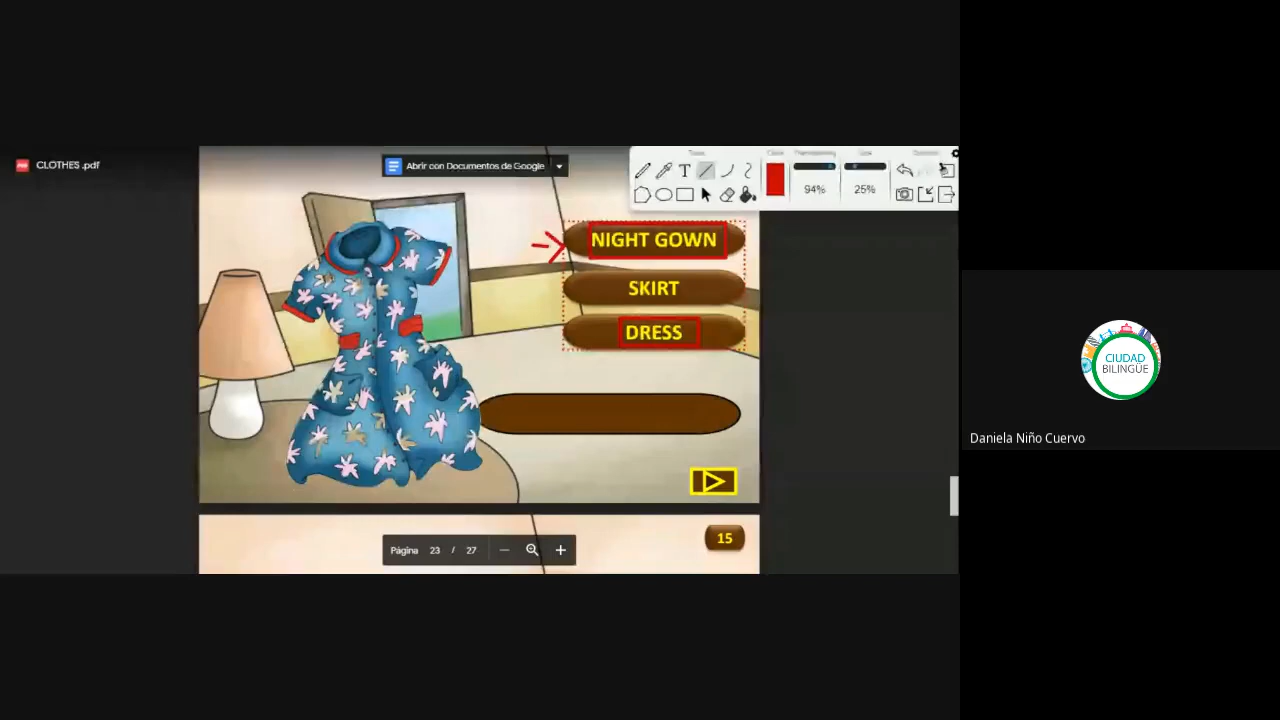 CLOTHES .pdf
Abrir con Documentos de Google
94%
25%
NIGHT GOWN
SKIRT
DRESS
15
Página 23 / 27
CIUDAD
BILINGÜE
Daniela Niño Cuervo